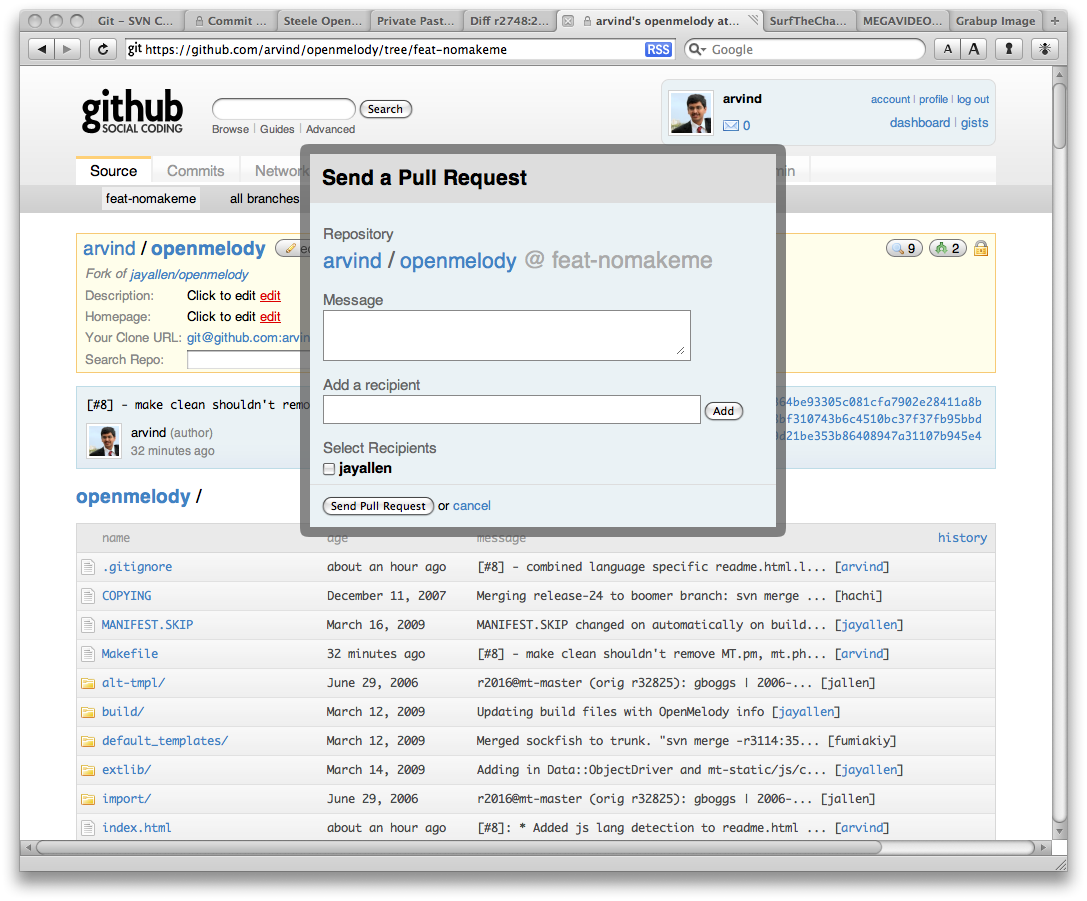 Git - SVN C...
Commit ...
Steele Open...
Private Past...
Diff r2748:2...
arvind's openmelody at...
SurfTheCha...
MEGAVIDEO...
Grabup Image
git https://github.com/arvind/openmelody/tree/feat-nomakeme
RSS
Google
A A
github
SOCIAL CODING
Search
Browse | Guides | Advanced
arvind
0
account | profile | log out
dashboard | gists
Source
Commits
Network
feat-nomakeme
all branches
Send a Pull Request
Repository
arvind / openmelody @ feat-nomakeme
Message
Add a recipient
Add
Select Recipients
jayallen
Send Pull Request or cancel
arvind / openmelody
9
2
Fork of jayallen/openmelody
Description: Click to edit edit
Homepage: Click to edit edit
Your Clone URL: git@github.com:arvin
Search Repo:
[#8] - make clean shouldn't remo
arvind (author)
32 minutes ago
64be93305c081cfa7902e28411a8b
bf310743b6c4510bc37f37fb95bbd
d21be353b86408947a31107b945e4
openmelody /
name age message history
.gitignore about an hour ago [#8] - combined language specific readme.html.l... [arvind]
COPYING December 11, 2007 Merging release-24 to boomer branch: svn merge ... [hachi]
MANIFEST.SKIP March 16, 2009 MANIFEST.SKIP changed on automatically on build... [jayallen]
Makefile 32 minutes ago [#8] - make clean shouldn't remove MT.pm, mt.ph... [arvind]
alt-tmpl/ June 29, 2006 r2016@mt-master (orig r32825): gboggs | 2006-... [jallen]
build/ March 12, 2009 Updating build files with OpenMelody info [jayallen]
default_templates/ March 12, 2009 Merged sockfish to trunk. "svn merge -r3114:35... [fumiakiy]
extlib/ March 14, 2009 Adding in Data::ObjectDriver and mt-static/js/c... [jayallen]
import/ June 29, 2006 r2016@mt-master (orig r32825): gboggs | 2006-... [jallen]
index.html about an hour ago [#8]: * Added js lang detection to readme.html ... [arvind]